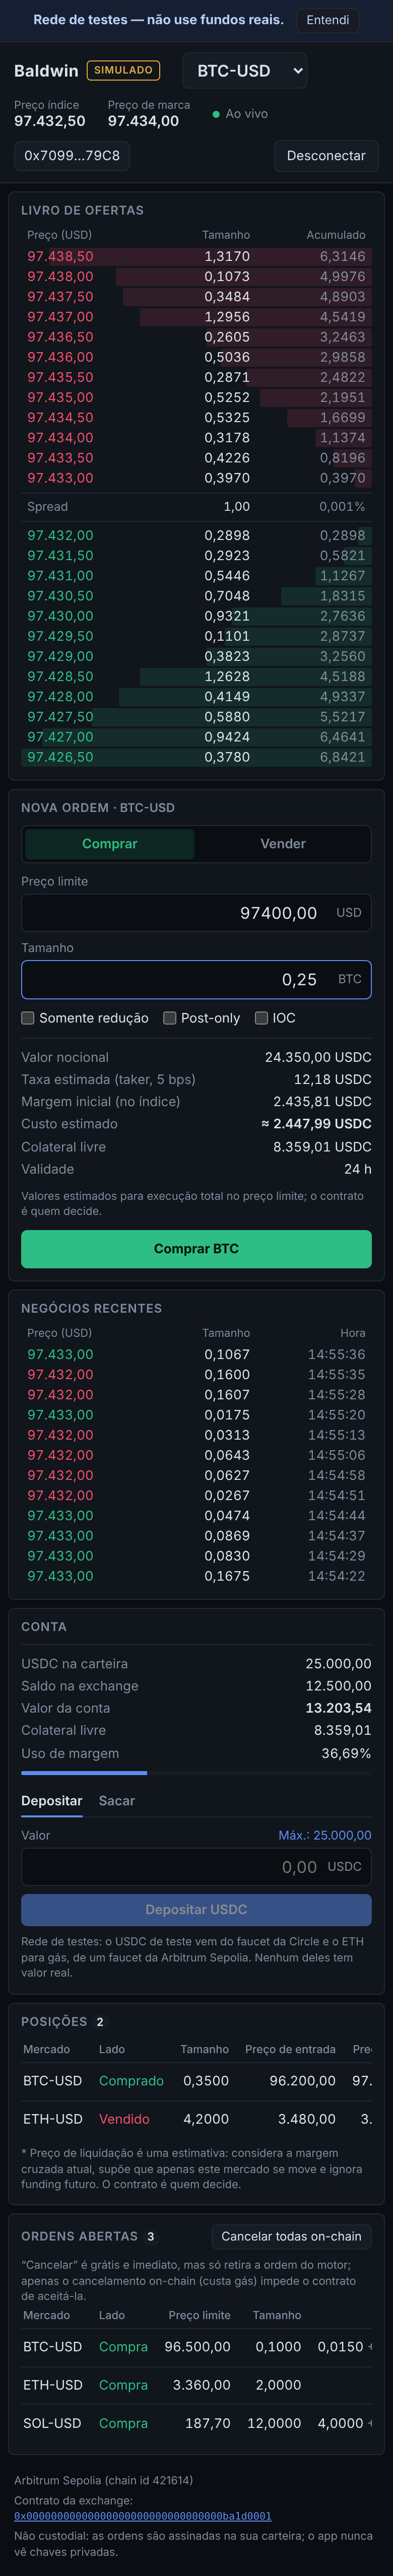 Rede de testes — não use fundos reais. Entendi
Baldwin SIMULADO BTC-USD
Preço índice Preço de marca
97.432,50 97.434,00 Ao vivo
0x7099…79C8 Desconectar
LIVRO DE OFERTAS
Preço (USD) Tamanho Acumulado
97.438,50 1,3170 6,3146
97.438,00 0,1073 4,9976
97.437,50 0,3484 4,8903
97.437,00 1,2956 4,5419
97.436,50 0,2605 3,2463
97.436,00 0,5036 2,9858
97.435,50 0,2871 2,4822
97.435,00 0,5252 2,1951
97.434,50 0,5325 1,6699
97.434,00 0,3178 1,1374
97.433,50 0,4226 0,8196
97.433,00 0,3970 0,3970
Spread 1,00 0,001%
97.432,00 0,2898 0,2898
97.431,50 0,2923 0,5821
97.431,00 0,5446 1,1267
97.430,50 0,7048 1,8315
97.430,00 0,9321 2,7636
97.429,50 0,1101 2,8737
97.429,00 0,3823 3,2560
97.428,50 1,2628 4,5188
97.428,00 0,4149 4,9337
97.427,50 0,5880 5,5217
97.427,00 0,9424 6,4641
97.426,50 0,3780 6,8421
NOVA ORDEM · BTC-USD
Comprar Vender
Preço limite
97400,00 USD
Tamanho
0,25 BTC
Somente redução Post-only IOC
Valor nocional 24.350,00 USDC
Taxa estimada (taker, 5 bps) 12,18 USDC
Margem inicial (no índice) 2.435,81 USDC
Custo estimado ≈ 2.447,99 USDC
Colateral livre 8.359,01 USDC
Validade 24 h
Valores estimados para execução total no preço limite; o contrato
é quem decide.
Comprar BTC
NEGÓCIOS RECENTES
Preço (USD) Tamanho Hora
97.433,00 0,1067 14:55:36
97.432,00 0,1600 14:55:35
97.432,00 0,1607 14:55:28
97.433,00 0,0175 14:55:20
97.432,00 0,0313 14:55:13
97.432,00 0,0643 14:55:06
97.432,00 0,0627 14:54:58
97.432,00 0,0267 14:54:51
97.433,00 0,0474 14:54:44
97.433,00 0,0869 14:54:37
97.433,00 0,0830 14:54:29
97.433,00 0,1675 14:54:22
CONTA
USDC na carteira 25.000,00
Saldo na exchange 12.500,00
Valor da conta 13.203,54
Colateral livre 8.359,01
Uso de margem 36,69%
Depositar Sacar
Valor Máx.: 25.000,00
0,00 USDC
Depositar USDC
Rede de testes: o USDC de teste vem do faucet da Circle e o ETH
para gás, de um faucet da Arbitrum Sepolia. Nenhum deles tem
valor real.
POSIÇÕES 2
Mercado Lado Tamanho Preço de entrada
BTC-USD Comprado 0,3500 96.200,00 97.
ETH-USD Vendido 4,2000 3.480,00 3.
* Preço de liquidação é uma estimativa: considera a margem
cruzada atual, supõe que apenas este mercado se move e ignora
funding futuro. O contrato é quem decide.
ORDENS ABERTAS 3 Cancelar todas on-chain
“Cancelar” é grátis e imediato, mas só retira a ordem do motor;
apenas o cancelamento on-chain (custa gás) impede o contrato
de aceitá-la.
Mercado Lado Preço limite Tamanho
BTC-USD Compra 96.500,00 0,1000 0,0150
ETH-USD Compra 3.360,00 2,0000
SOL-USD Compra 187,70 12,0000 4,0000
Arbitrum Sepolia (chain id 421614)
Contrato da exchange:
0x00000000000000000000000000000000ba1d0001
Não custodial: as ordens são assinadas na sua carteira; o app nunca
vê chaves privadas.